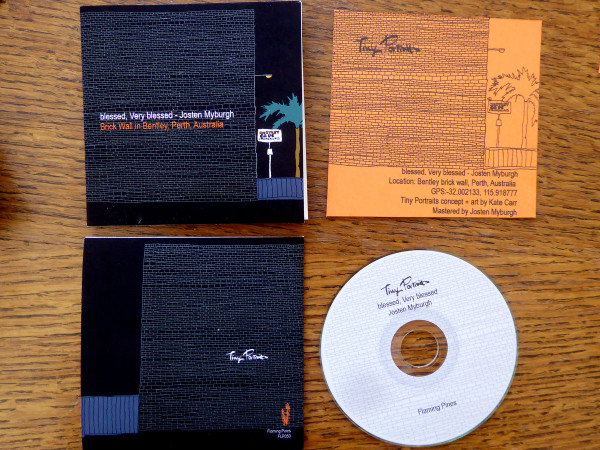 blessed, Very blessed - Josten Myburgh
Brick Wall in Bentley, Perth, Australia
Tiny Portraits
blessed, Very blessed - Josten Myburgh
Location: Bentley brick wall, Perth, Australia
GPS:-32.002133, 115.918777
Tiny Portraits concept + art by Kate Carr
Mastered by Josten Myburgh
Tiny Portraits
Flaming Pines
FLP050
Tiny Portraits
blessed, Very blessed
Josten Myburgh
Flaming Pines